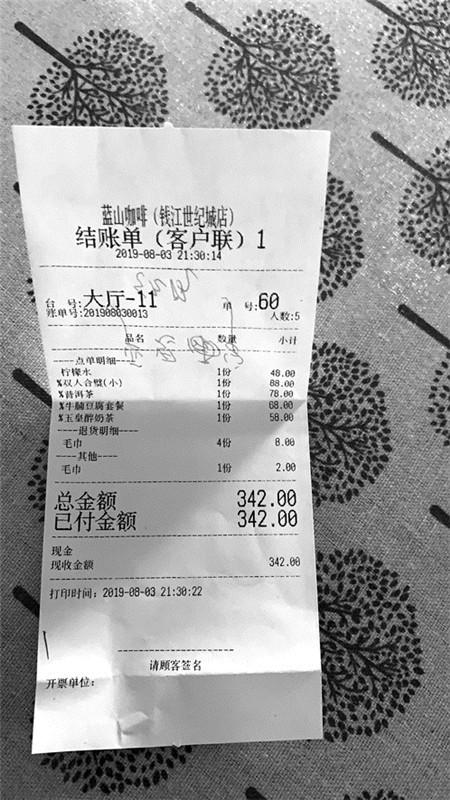 蓝山咖啡（钱江世纪城店）
结账单（客户联）1
2019-08-03 21:30:14
台 号:大厅-11 单 号:60
账单号:201908030013 人数:5
品名 数量 小计
----点单明细----
柠檬水 1份 48.00
%双人合壁(小) 1份 88.00
%普洱茶 1份 78.00
%牛腩豆腐套餐 1份 68.00
%玉皇醇奶茶 1份 58.00
----退货明细----
毛巾 4份 8.00
----其他----
毛巾 1份 2.00
总金额 342.00
已付金额 342.00
现金
现收金额 342.00
打印时间：2019-08-03 21:30:22
请顾客签名
开票单位：